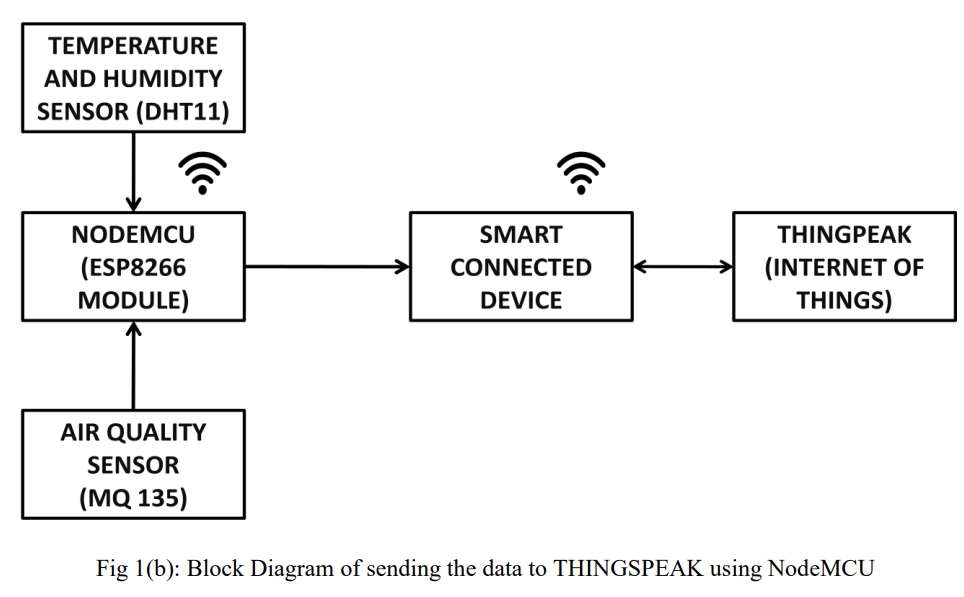 TEMPERATURE
AND HUMIDITY
SENSOR (DHT11)
NODEMCU
(ESP8266
MODULE)
SMART
CONNECTED
DEVICE
THINGPEAK
(INTERNET OF
THINGS)
AIR QUALITY
SENSOR
(MQ 135)
Fig 1(b): Block Diagram of sending the data to THINGSPEAK using NodeMCU